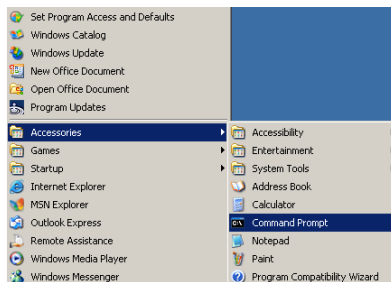 Set Program Access and Defaults
Windows Catalog
Windows Update
New Office Document
Open Office Document
Program Updates
Accessories
Games
Startup
Internet Explorer
MSN Explorer
Outlook Express
Remote Assistance
Windows Media Player
Windows Messenger
Accessibility
Entertainment
System Tools
Address Book
Calculator
Command Prompt
Notepad
Paint
Program Compatibility Wizard